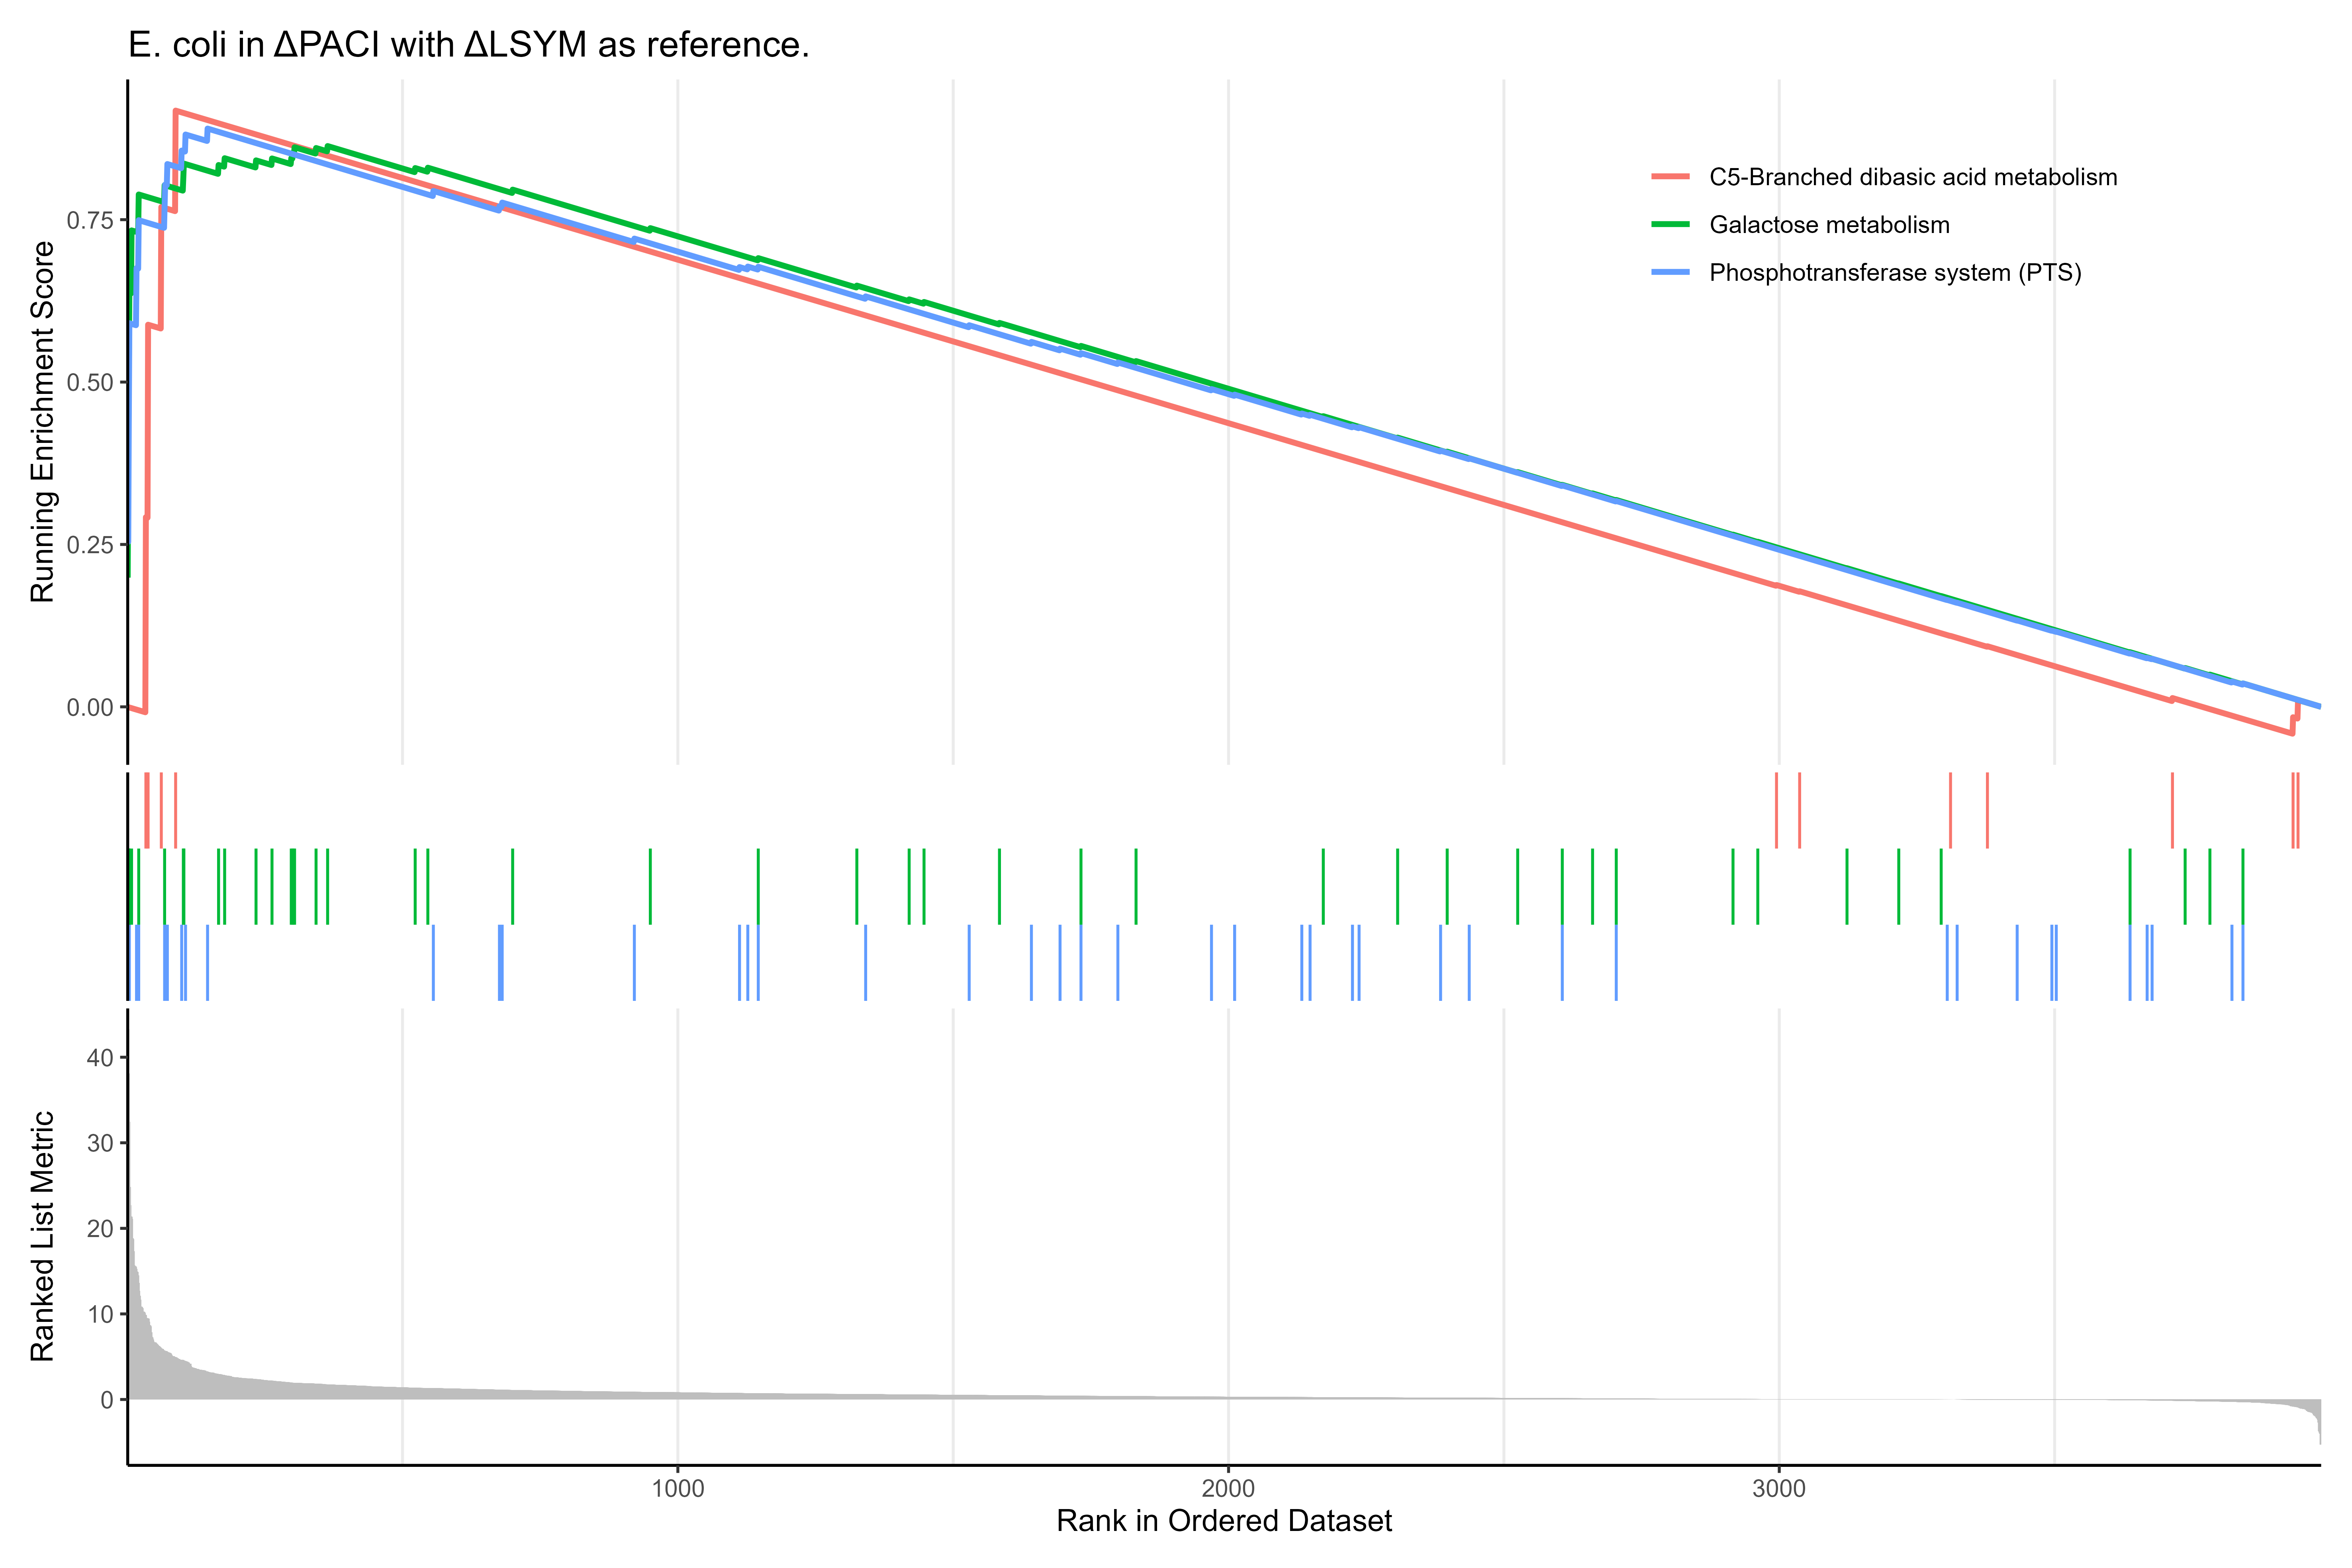 E. coli in ΔPACI with ΔLSYM as reference.
Running Enrichment Score
0.75
0.50
0.25
0.00
C5-Branched dibasic acid metabolism
Galactose metabolism
Phosphotransferase system (PTS)
Ranked List Metric
40
30
20
10
0
1000
2000
3000
Rank in Ordered Dataset